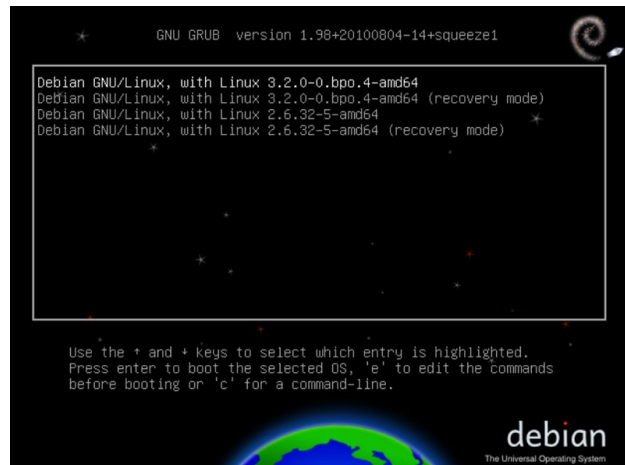 GNU GRUB version 1.98+20100804-14+squeeze1
Debian GNU/Linux, with Linux 3.2.0-0.bpo.4-amd64
Debian GNU/Linux, with Linux 3.2.0-0.bpo.4-amd64 (recovery mode)
Debian GNU/Linux, with Linux 2.6.32-5-amd64
Debian GNU/Linux, with Linux 2.6.32-5-amd64 (recovery mode)
Use the ↑ and ↓ keys to select which entry is highlighted.
Press enter to boot the selected OS, 'e' to edit the commands
before booting or 'c' for a command-line.
debian
The Universal Operating System